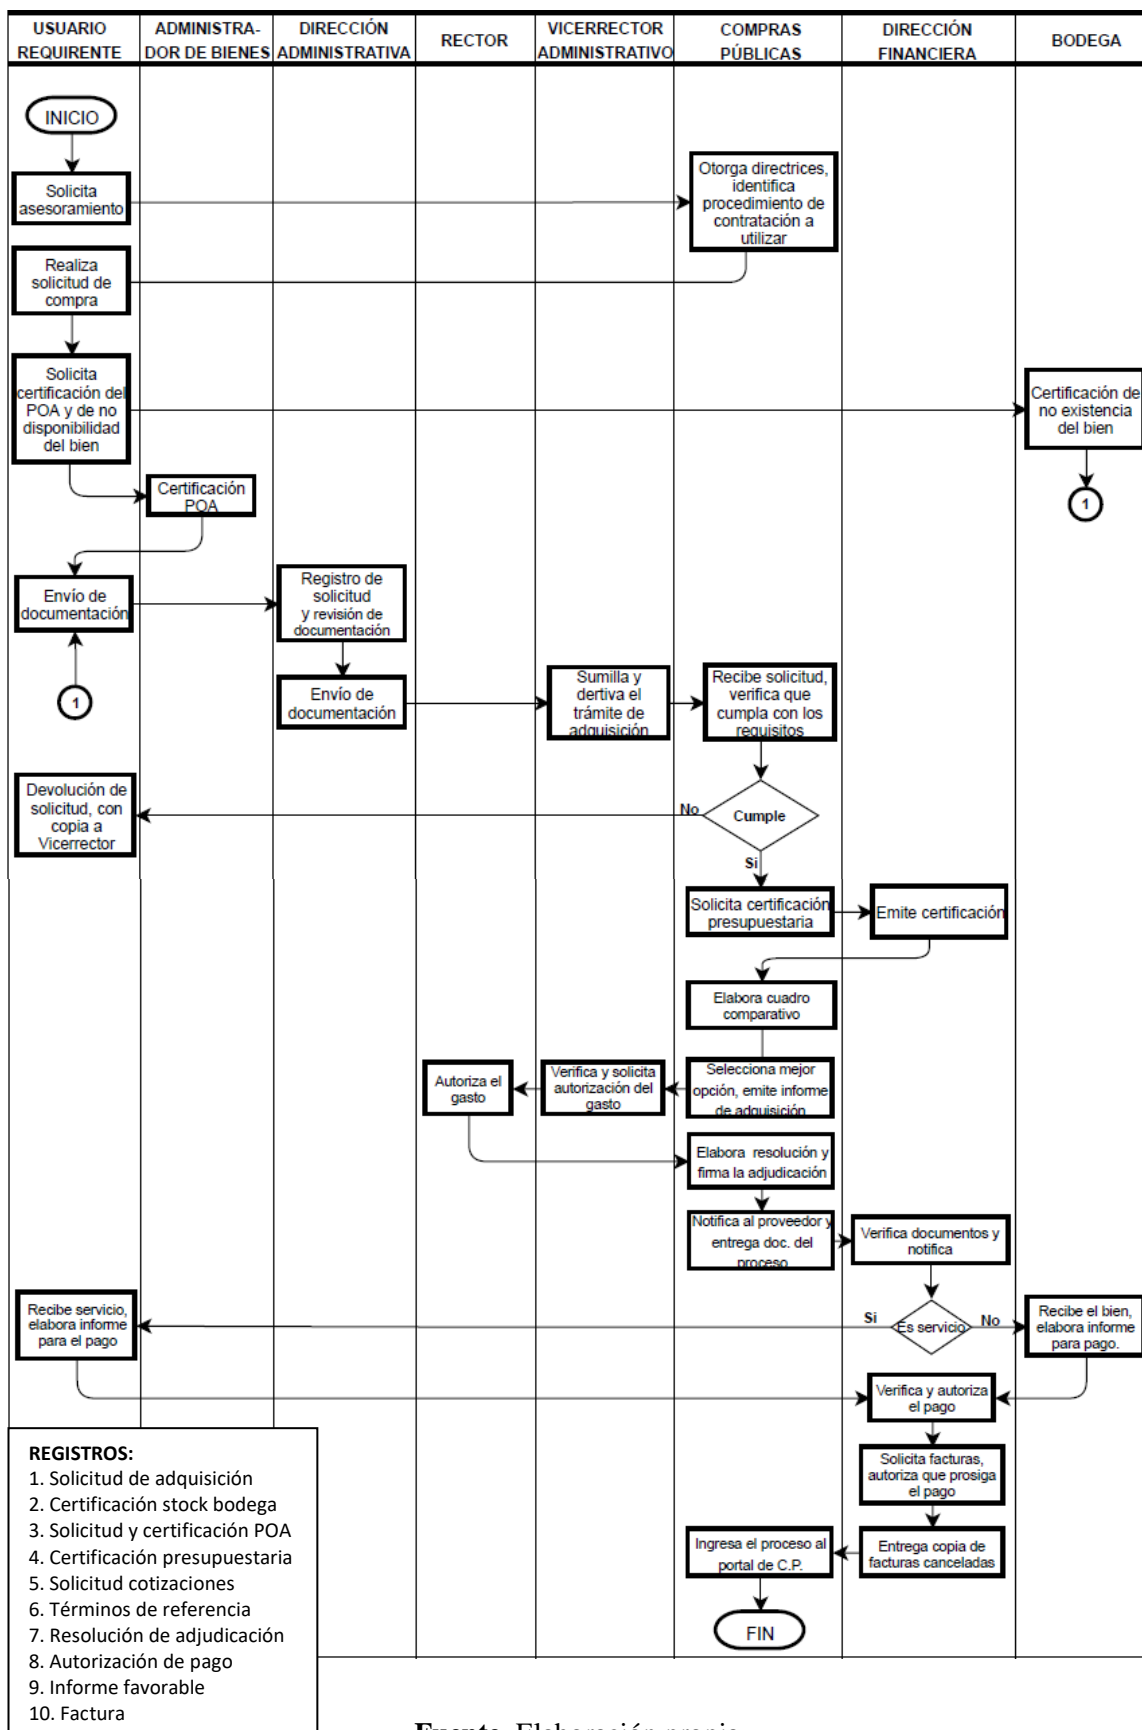 USUARIO
REQUIRENTE
ADMINISTRA-
DOR DE BIENES
DIRECCIÓN
ADMINISTRATIVA
RECTOR
VICERRECTOR
ADMINISTRATIVO
COMPRAS
PÚBLICAS
DIRECCIÓN
FINANCIERA
BODEGA
INICIO
Solicita
asesoramiento
Otorga directrices,
identifica
procedimiento de
contratación a
utilizar
Realiza
solicitud de
compra
Solicita
certificación del
POA y de no
disponibilidad
del bien
Certificación de
no existencia
del bien
1
Certificación
POA
Envío de
documentación
Registro de
solicitud
y revisión de
documentación
1
Envío de
documentación
Sumilla y
dertiva el
trámite de
adquisición
Recibe solicitud,
verifica que
cumpla con los
requisitos
Devolución de
solicitud, con
copia a
Vicerrector
No
Cumple
Si
Solicita certificación
presupuestaria
Emite certificación
Elabora cuadro
comparativo
Autoriza el
gasto
Verifica y solicita
autorización del
gasto
Selecciona mejor
opción, emite informe
de adquisición
Elabora resolución y
firma la adjudicación
Notifica al proveedor y
entrega doc. del
proceso
Verifica documentos y
notifica
Recibe servicio,
elabora informe
para el pago
Si
Es servicio
No
Recibe el bien,
elabora informe
para pago.
Verifica y autoriza
el pago
Solicita facturas,
autoriza que prosiga
el pago
Ingresa el proceso al
portal de C.P.
Entrega copia de
facturas canceladas
FIN
REGISTROS:
1. Solicitud de adquisición
2. Certificación stock bodega
3. Solicitud y certificación POA
4. Certificación presupuestaria
5. Solicitud cotizaciones
6. Términos de referencia
7. Resolución de adjudicación
8. Autorización de pago
9. Informe favorable
10. Factura
Fuente. Elaboración propia